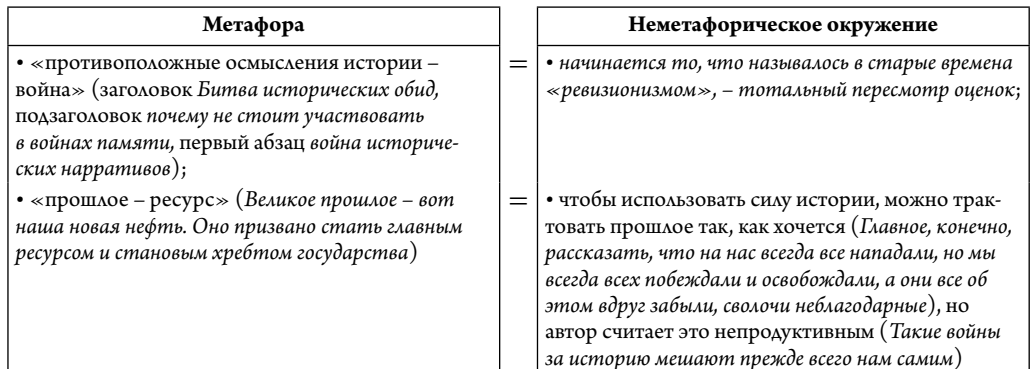 Метафора
Неметафорическое окружение
• «противоположные осмысления истории –
война» (заголовок Битва исторических обид,
подзаголовок почему не стоит участвовать
в войнах памяти, первый абзац война историче-
ских нарративов);
=
• начинается то, что называлось в старые времена
«ревизионизмом», – тотальный пересмотр оценок;
• «прошлое – ресурс» (Великое прошлое – вот
наша новая нефть. Оно призвано стать главным
ресурсом и становым хребтом государства)
=
• чтобы использовать силу истории, можно трак-
товать прошлое так, как хочется (Главное, конечно,
рассказать, что на нас всегда все нападали, но мы
всегда всех побеждали и освобождали, а они все об
этом вдруг забыли, сволочи неблагодарные), но
автор считает это непродуктивным (Такие войны
за историю мешают прежде всего нам самим)